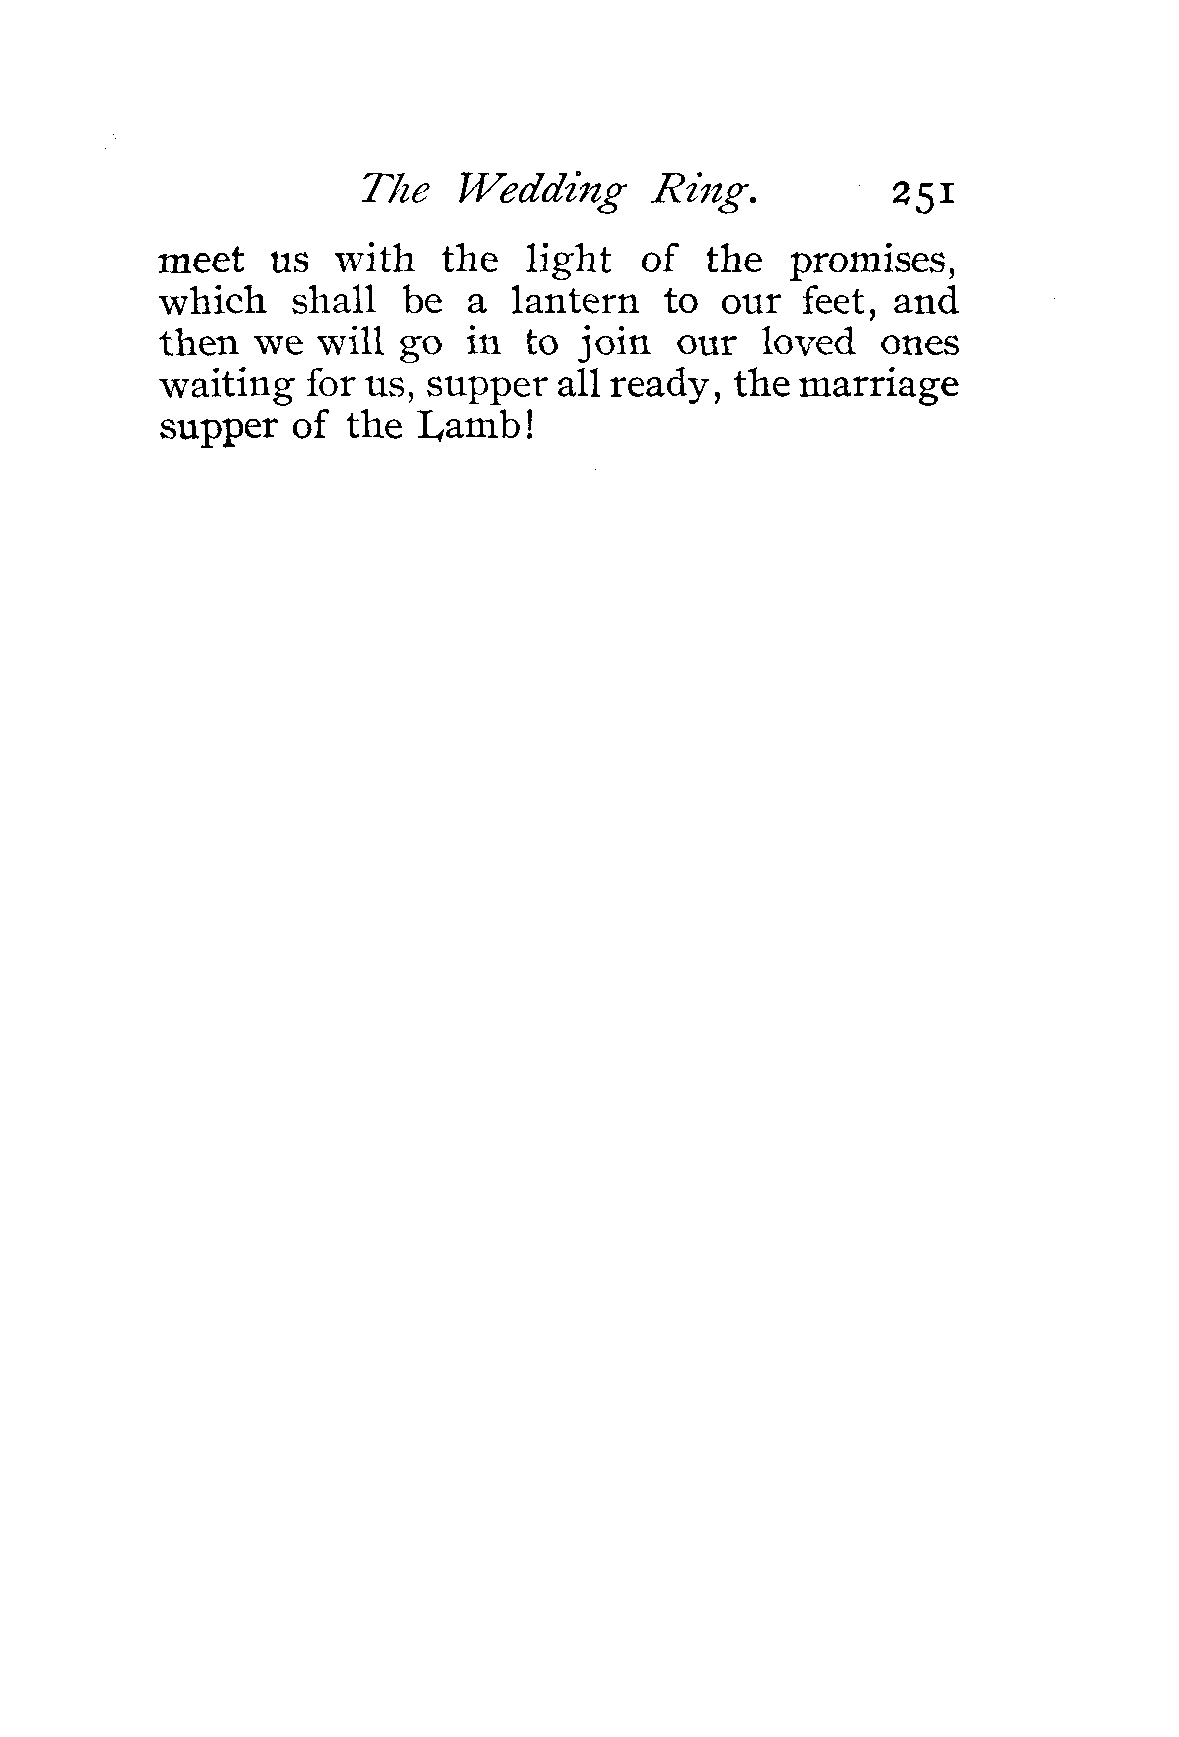 The Wedding Ring. 251
meet us with the light of the promises,
which shall be a lantern to our feet, and
then we will go in to join our loved ones
waiting for us, supper all ready, the marriage
supper of the Lamb!